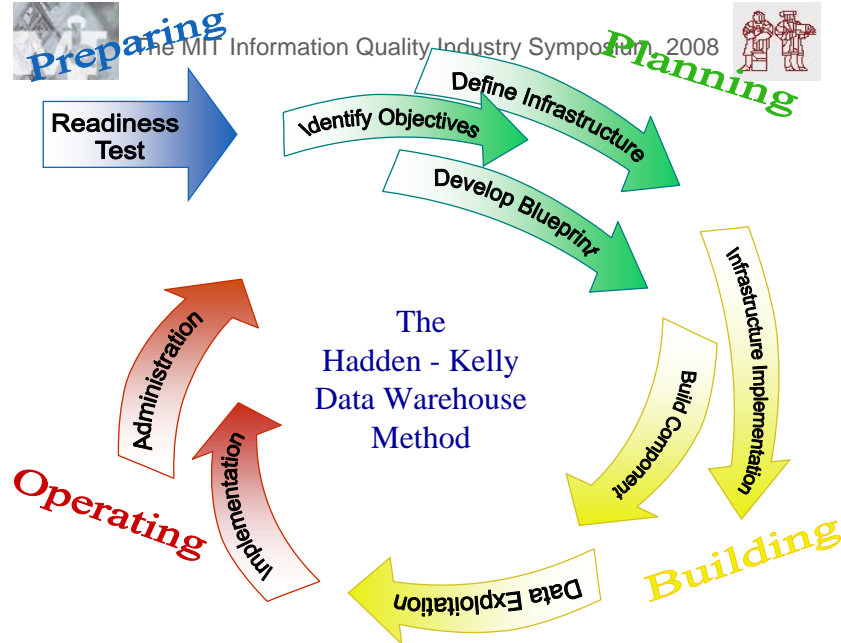 The MIT Information Quality Industry Symposium, 2008
Preparing
Planning
Readiness
Test
Identify Objectives
Define Infrastructure
Develop Blueprint
Infrastructure Implementation
Build Component
Building
Data Exploitation
Implementation
Administration
Operating
The
Hadden - Kelly
Data Warehouse
Method